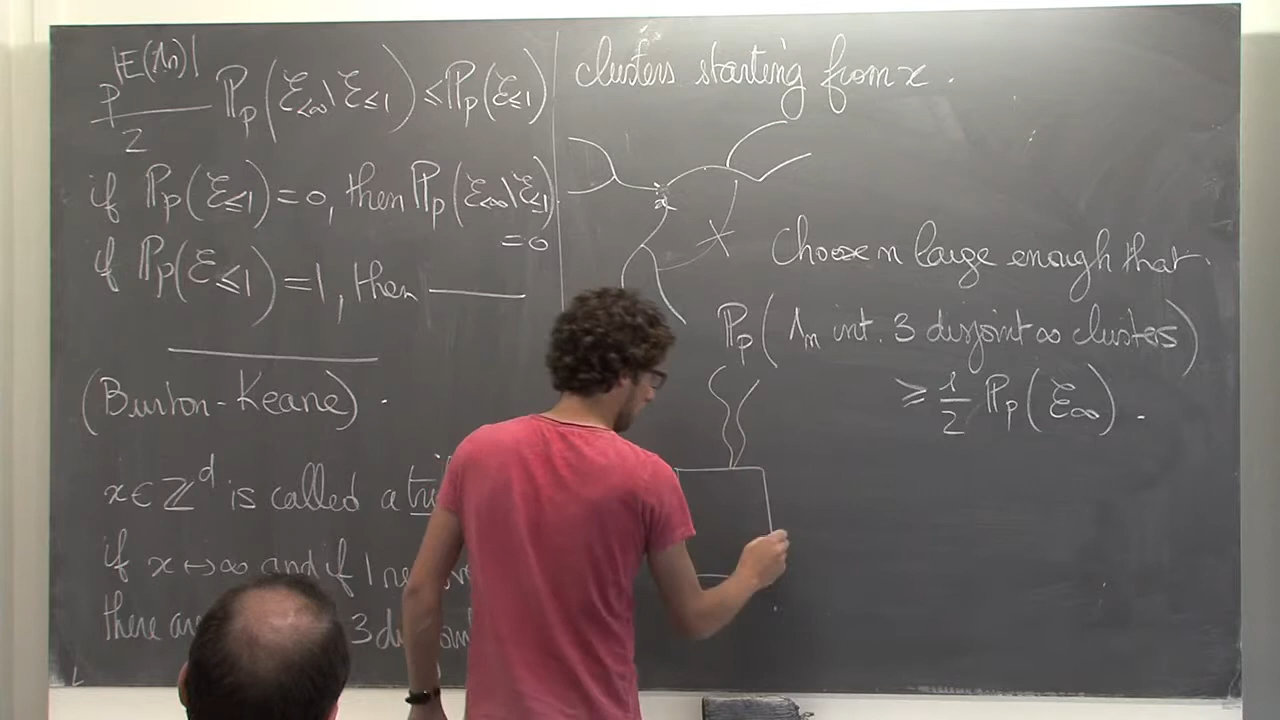 p^{|E(Λn)|}/2 ℙp(ℰ<∞\ℰ≤1) ≤ ℙp(ℰ≤1)
if ℙp(ℰ≤1)=0, then ℙp(ℰ<∞\ℰ≤1)
=0
if ℙp(ℰ≤1)=1, then
(Burton-Keane).
x∈ℤ^d is called a
if x↔∞ and if I
there are 3
clusters starting from x.
x
Choose n large enough that
ℙp(Λn int. 3 disjoint ∞ clusters)
≥ 1/2 ℙp(ℰ∞).